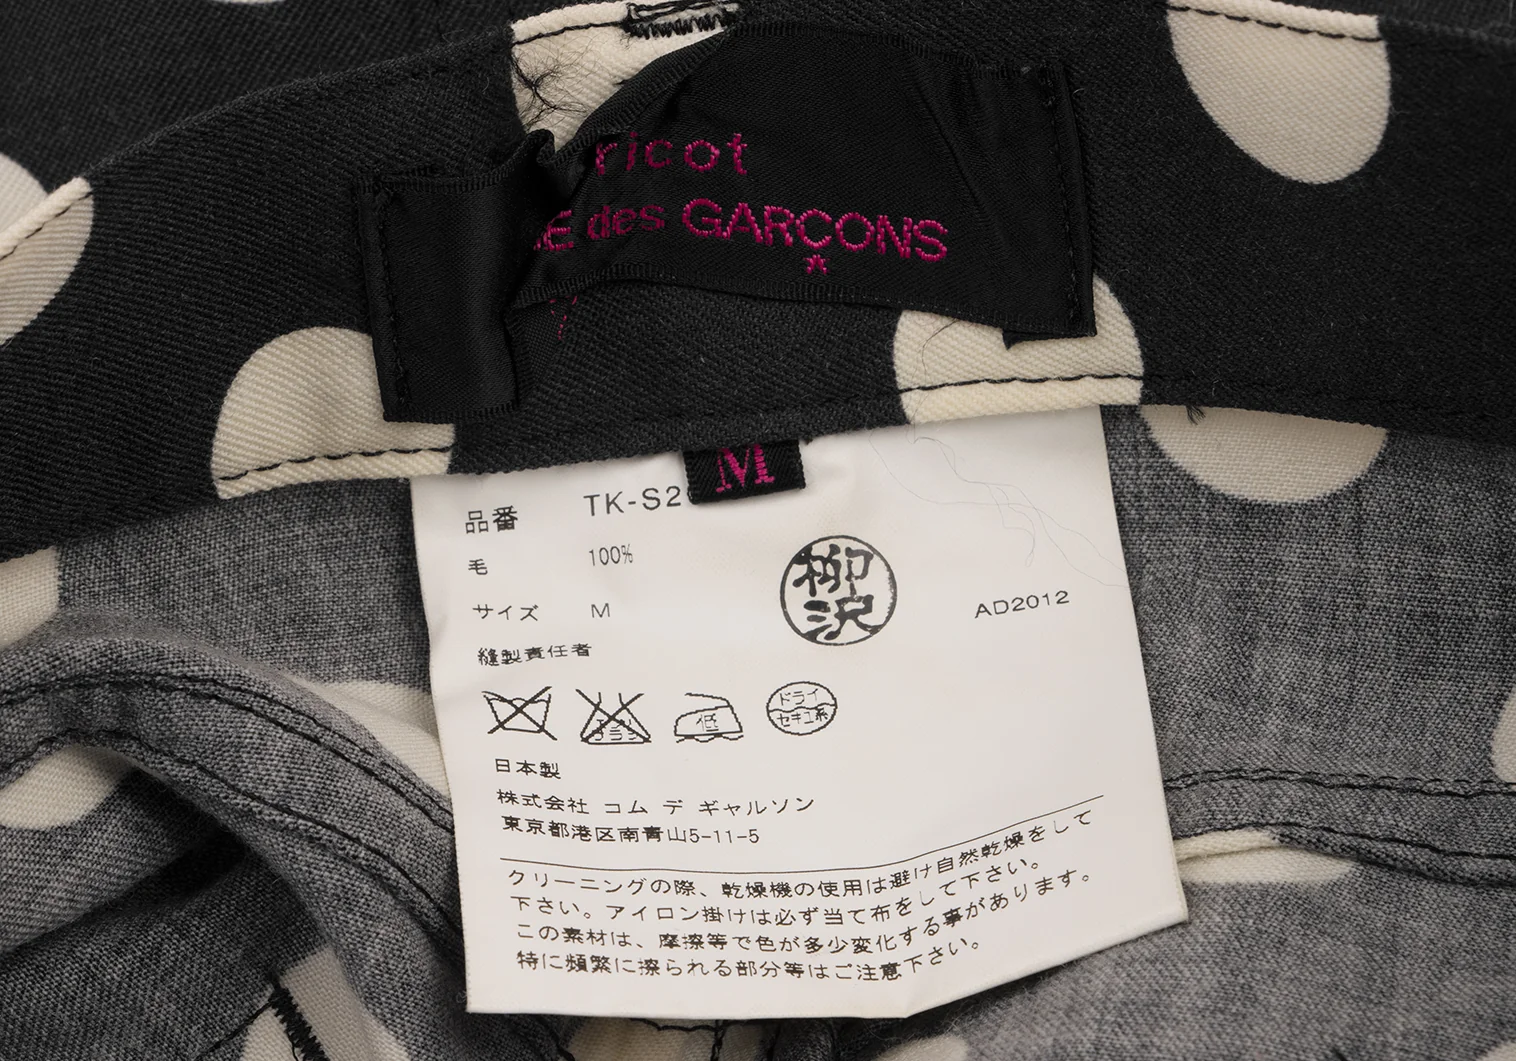 ricot
des GARCONS
M
品番 TK-S2
毛 100%
サイズ M
柳沢
AD2012
縫製責任者
低
ドライ
セキユ系
日本製
株式会社 コム デ ギャルソン
東京都港区南青山5-11-5
クリーニングの際、乾燥機の使用は避け自然乾燥をして
下さい。アイロン掛けは必ず当て布をして下さい。
この素材は、摩擦等で色が多少変化する事があります。
特に頻繁に擦られる部分等はご注意下さい。